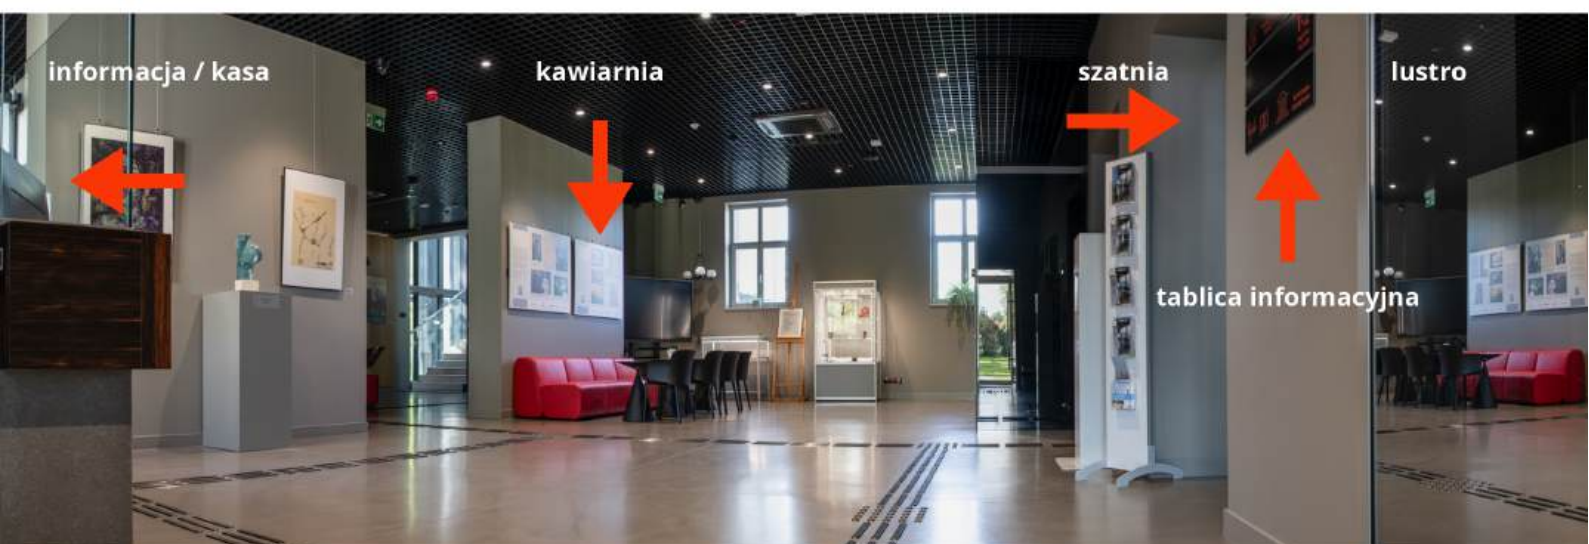 informacja / kasa
kawiarnia
szatnia
lustro
tablica informacyjna